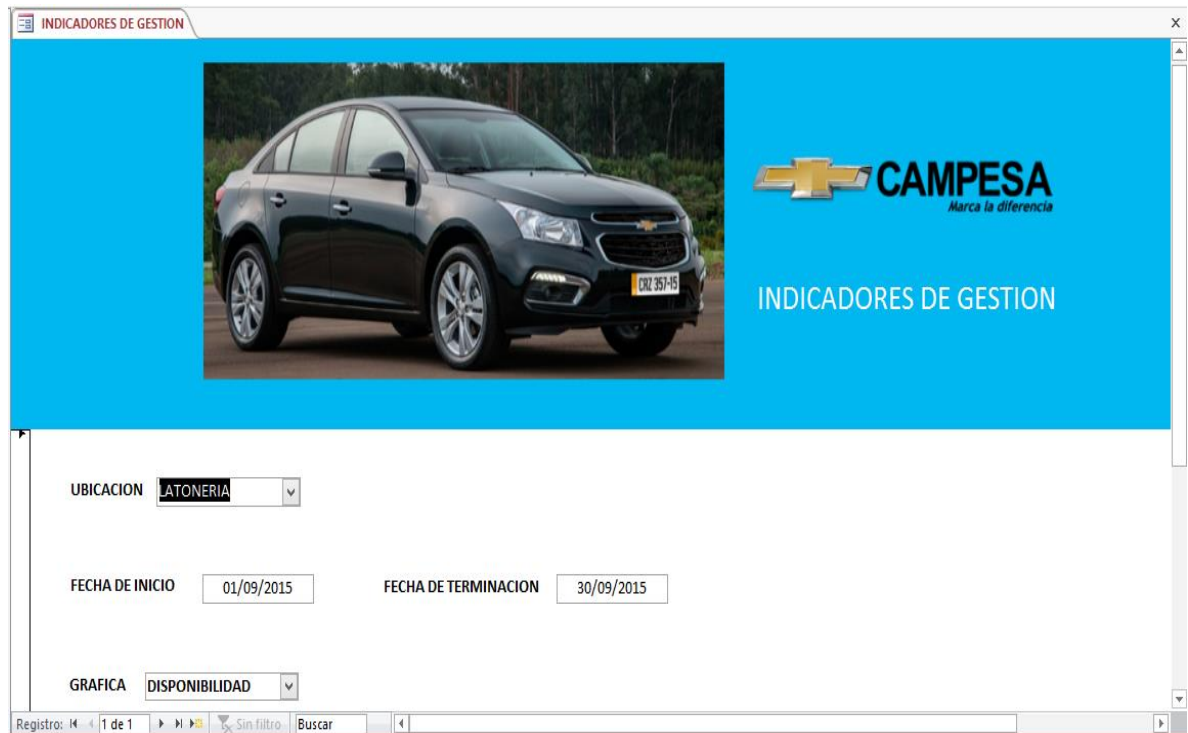 INDICADORES DE GESTION
X
CAMPESA
Marca la diferencia
CRZ 357-15
INDICADORES DE GESTION
UBICACION LATONERIA
FECHA DE INICIO 01/09/2015 FECHA DE TERMINACION 30/09/2015
GRAFICA DISPONIBILIDAD
Registro: 1 de 1 Sin filtro Buscar